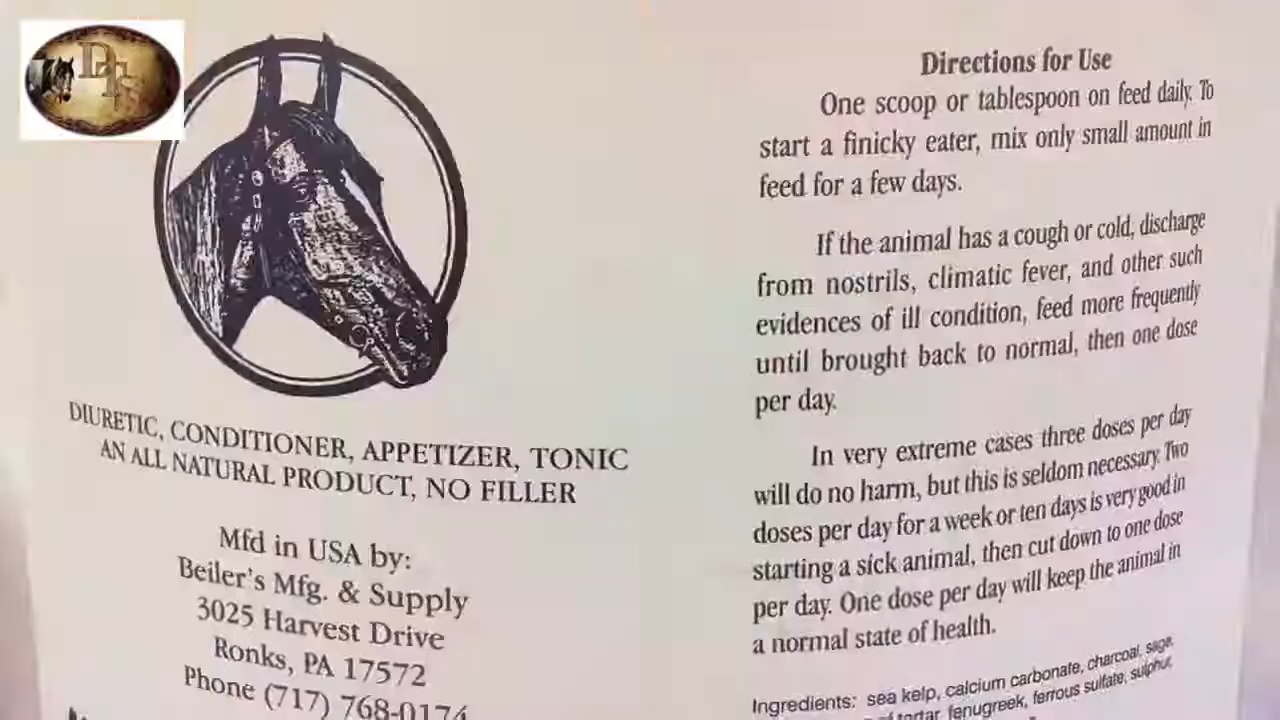 DTS
DIURETIC, CONDITIONER, APPETIZER, TONIC
AN ALL NATURAL PRODUCT, NO FILLER
Mfd in USA by:
Beiler's Mfg. & Supply
3025 Harvest Drive
Ronks, PA 17572
Phone (717) 768-0174
Directions for Use
One scoop or tablespoon on feed daily. To
start a finicky eater, mix only small amount in
feed for a few days.
If the animal has a cough or cold, discharge
from nostrils, climatic fever, and other such
evidences of ill condition, feed more frequently
until brought back to normal, then one dose
per day.
In very extreme cases three doses per day
will do no harm, but this is seldom necessary. Two
doses per day for a week or ten days is very good in
starting a sick animal, then cut down to one dose
per day. One dose per day will keep the animal in
a normal state of health.
Ingredients: sea kelp, calcium carbonate, charcoal, sage,
of tartar, fenugreek, ferrous sulfate, sulphur,